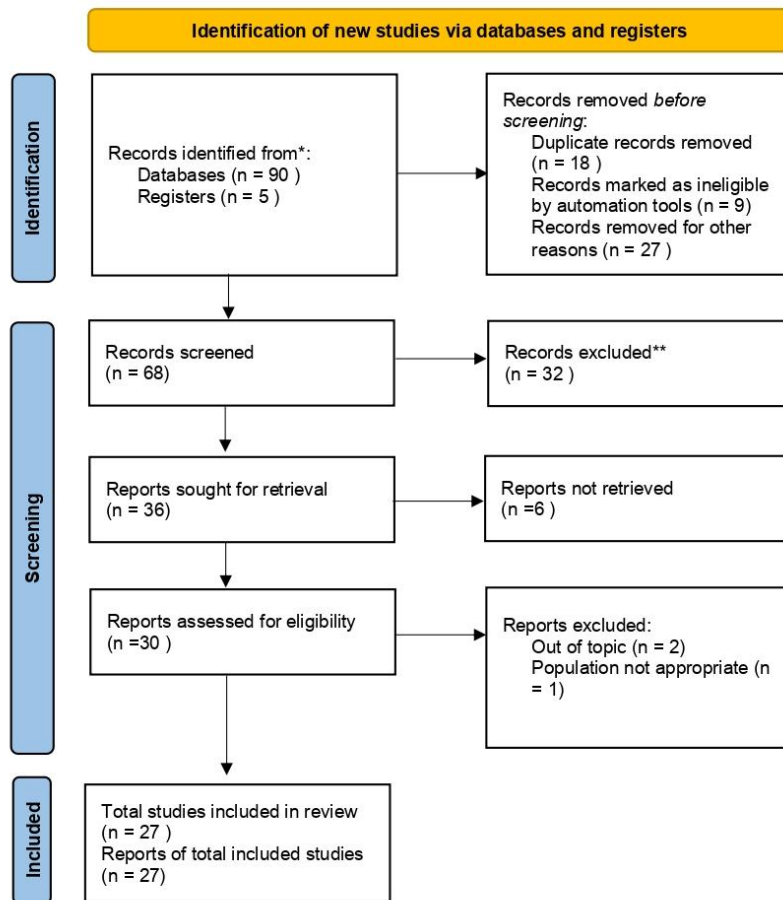 Identification of new studies via databases and registers
Identification
Records identified from*:
Databases (n = 90 )
Registers (n = 5 )
Records removed before
screening:
Duplicate records removed
(n = 18 )
Records marked as ineligible
by automation tools (n = 9)
Records removed for other
reasons (n = 27 )
Screening
Records screened
(n = 68)
Records excluded**
(n = 32 )
Reports sought for retrieval
(n = 36)
Reports not retrieved
(n =6 )
Reports assessed for eligibility
(n =30 )
Reports excluded:
Out of topic (n = 2)
Population not appropriate (n
= 1)
Included
Total studies included in review
(n = 27 )
Reports of total included studies
(n = 27)